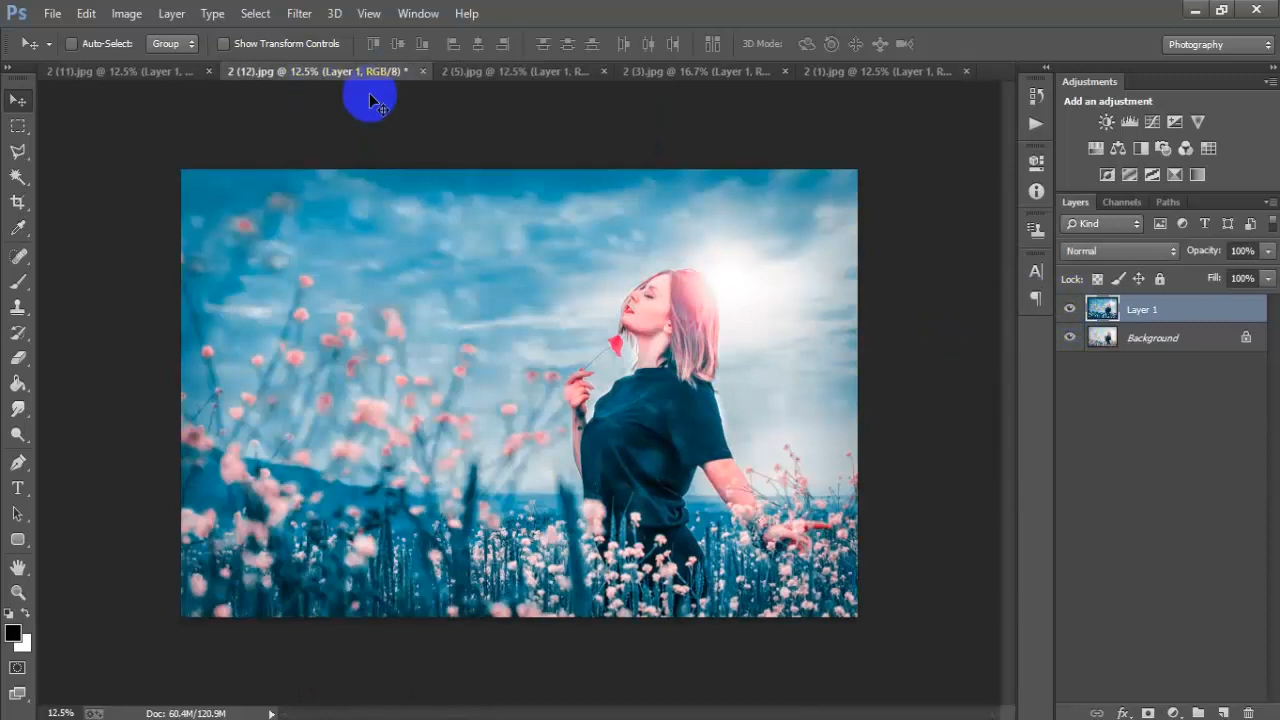 Ps File Edit Image Layer Type Select Filter 3D View Window Help
Auto-Select: Group Show Transform Controls 3D Mode: Photography
2 (11).jpg @ 12.5% (Layer 1, ... × 2 (12).jpg @ 12.5% (Layer 1, RGB/8) * × 2 (5).jpg @ 12.5% (Layer 1, R... × 2 (3).jpg @ 16.7% (Layer 1, R... × 2 (1).jpg @ 12.5% (Layer 1, R... ×
Adjustments
Add an adjustment
Layers Channels Paths
Kind
Normal Opacity: 100%
Lock: Fill: 100%
Layer 1
Background
12.5% Doc: 60.4M/120.9M